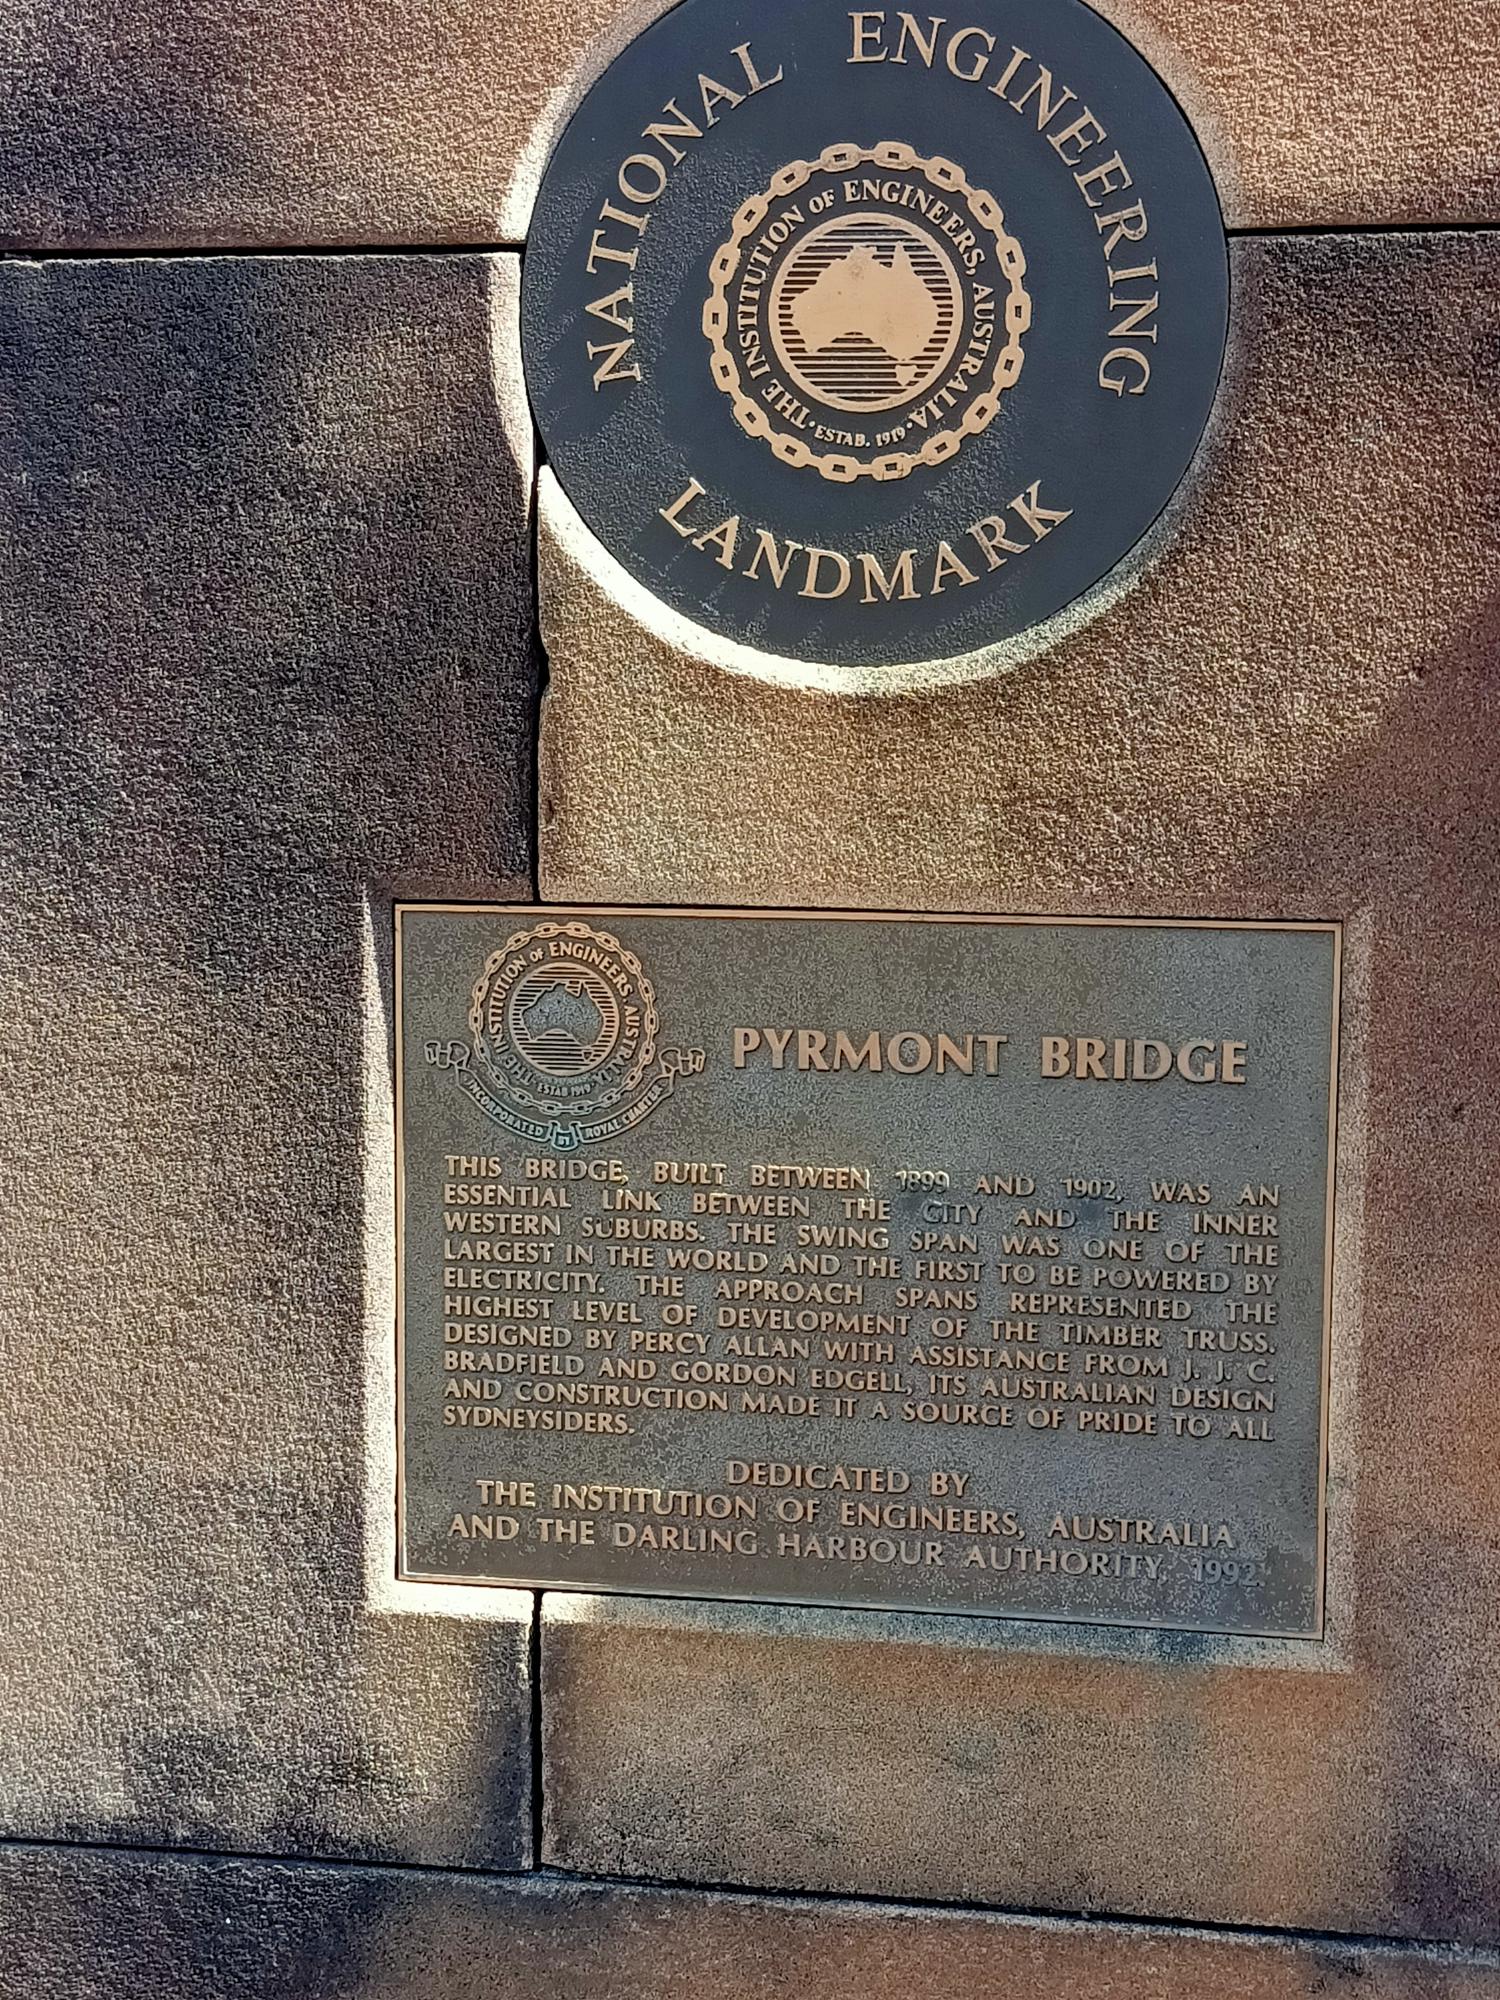 NATIONAL ENGINEERING
THE INSTITUTION OF ENGINEERS, AUSTRALIA
• ESTAB. 1919 •
LANDMARK
THE INSTITUTION OF ENGINEERS AUSTRALIA
ESTAB 1919
INCORPORATED BY ROYAL CHARTER
PYRMONT BRIDGE
THIS BRIDGE, BUILT BETWEEN 1899 AND 1902, WAS AN
ESSENTIAL LINK BETWEEN THE CITY AND THE INNER
WESTERN SUBURBS. THE SWING SPAN WAS ONE OF THE
LARGEST IN THE WORLD AND THE FIRST TO BE POWERED BY
ELECTRICITY. THE APPROACH SPANS REPRESENTED THE
HIGHEST LEVEL OF DEVELOPMENT OF THE TIMBER TRUSS.
DESIGNED BY PERCY ALLAN WITH ASSISTANCE FROM J. J. C.
BRADFIELD AND GORDON EDGELL, ITS AUSTRALIAN DESIGN
AND CONSTRUCTION MADE IT A SOURCE OF PRIDE TO ALL
SYDNEYSIDERS.
DEDICATED BY
THE INSTITUTION OF ENGINEERS, AUSTRALIA
AND THE DARLING HARBOUR AUTHORITY, 1992.